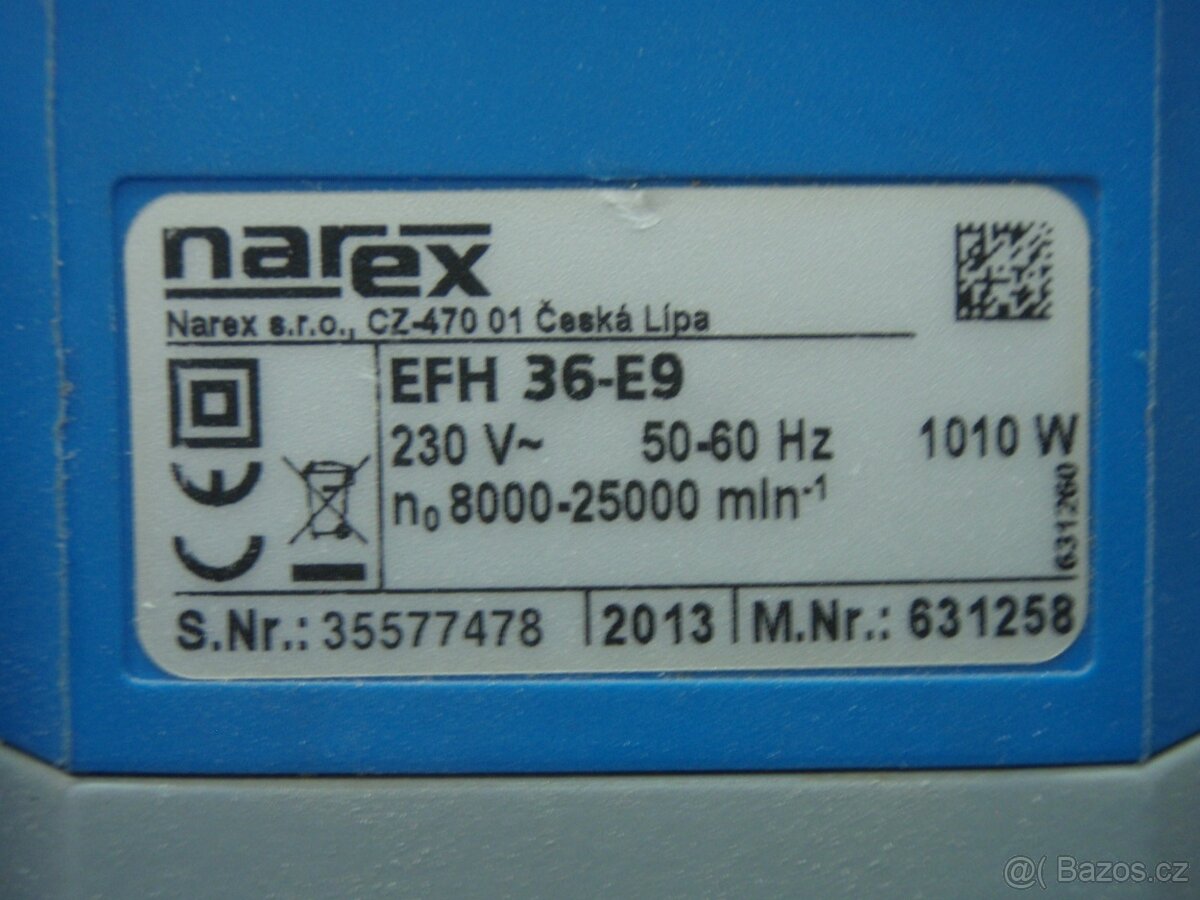 narex
Narex s.r.o., CZ-470 01 Česká Lípa
EFH 36-E9
230 V~ 50-60 Hz 1010 W
n₀ 8000-25000 min⁻¹
631260
CE
S.Nr.: 35577478 2013 M.Nr.: 631258
@( Bazos.cz